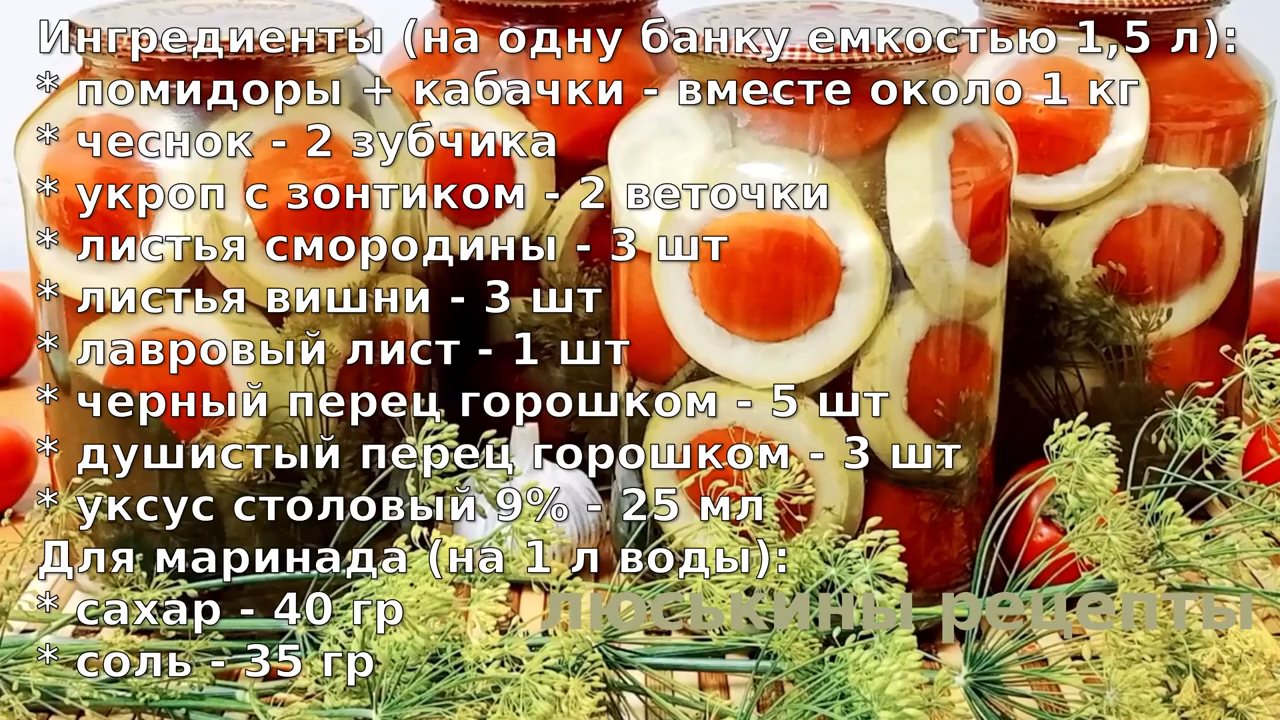 Ингредиенты (на одну банку емкостью 1,5 л):
* помидоры + кабачки - вместе около 1 кг
* чеснок - 2 зубчика
* укроп с зонтиком - 2 веточки
* листья смородины - 3 шт
* листья вишни - 3 шт
* лавровый лист - 1 шт
* черный перец горошком - 5 шт
* душистый перец горошком - 3 шт
* уксус столовый 9% - 25 мл
Для маринада (на 1 л воды):
* сахар - 40 гр
люськины рецепты
* соль - 35 гр